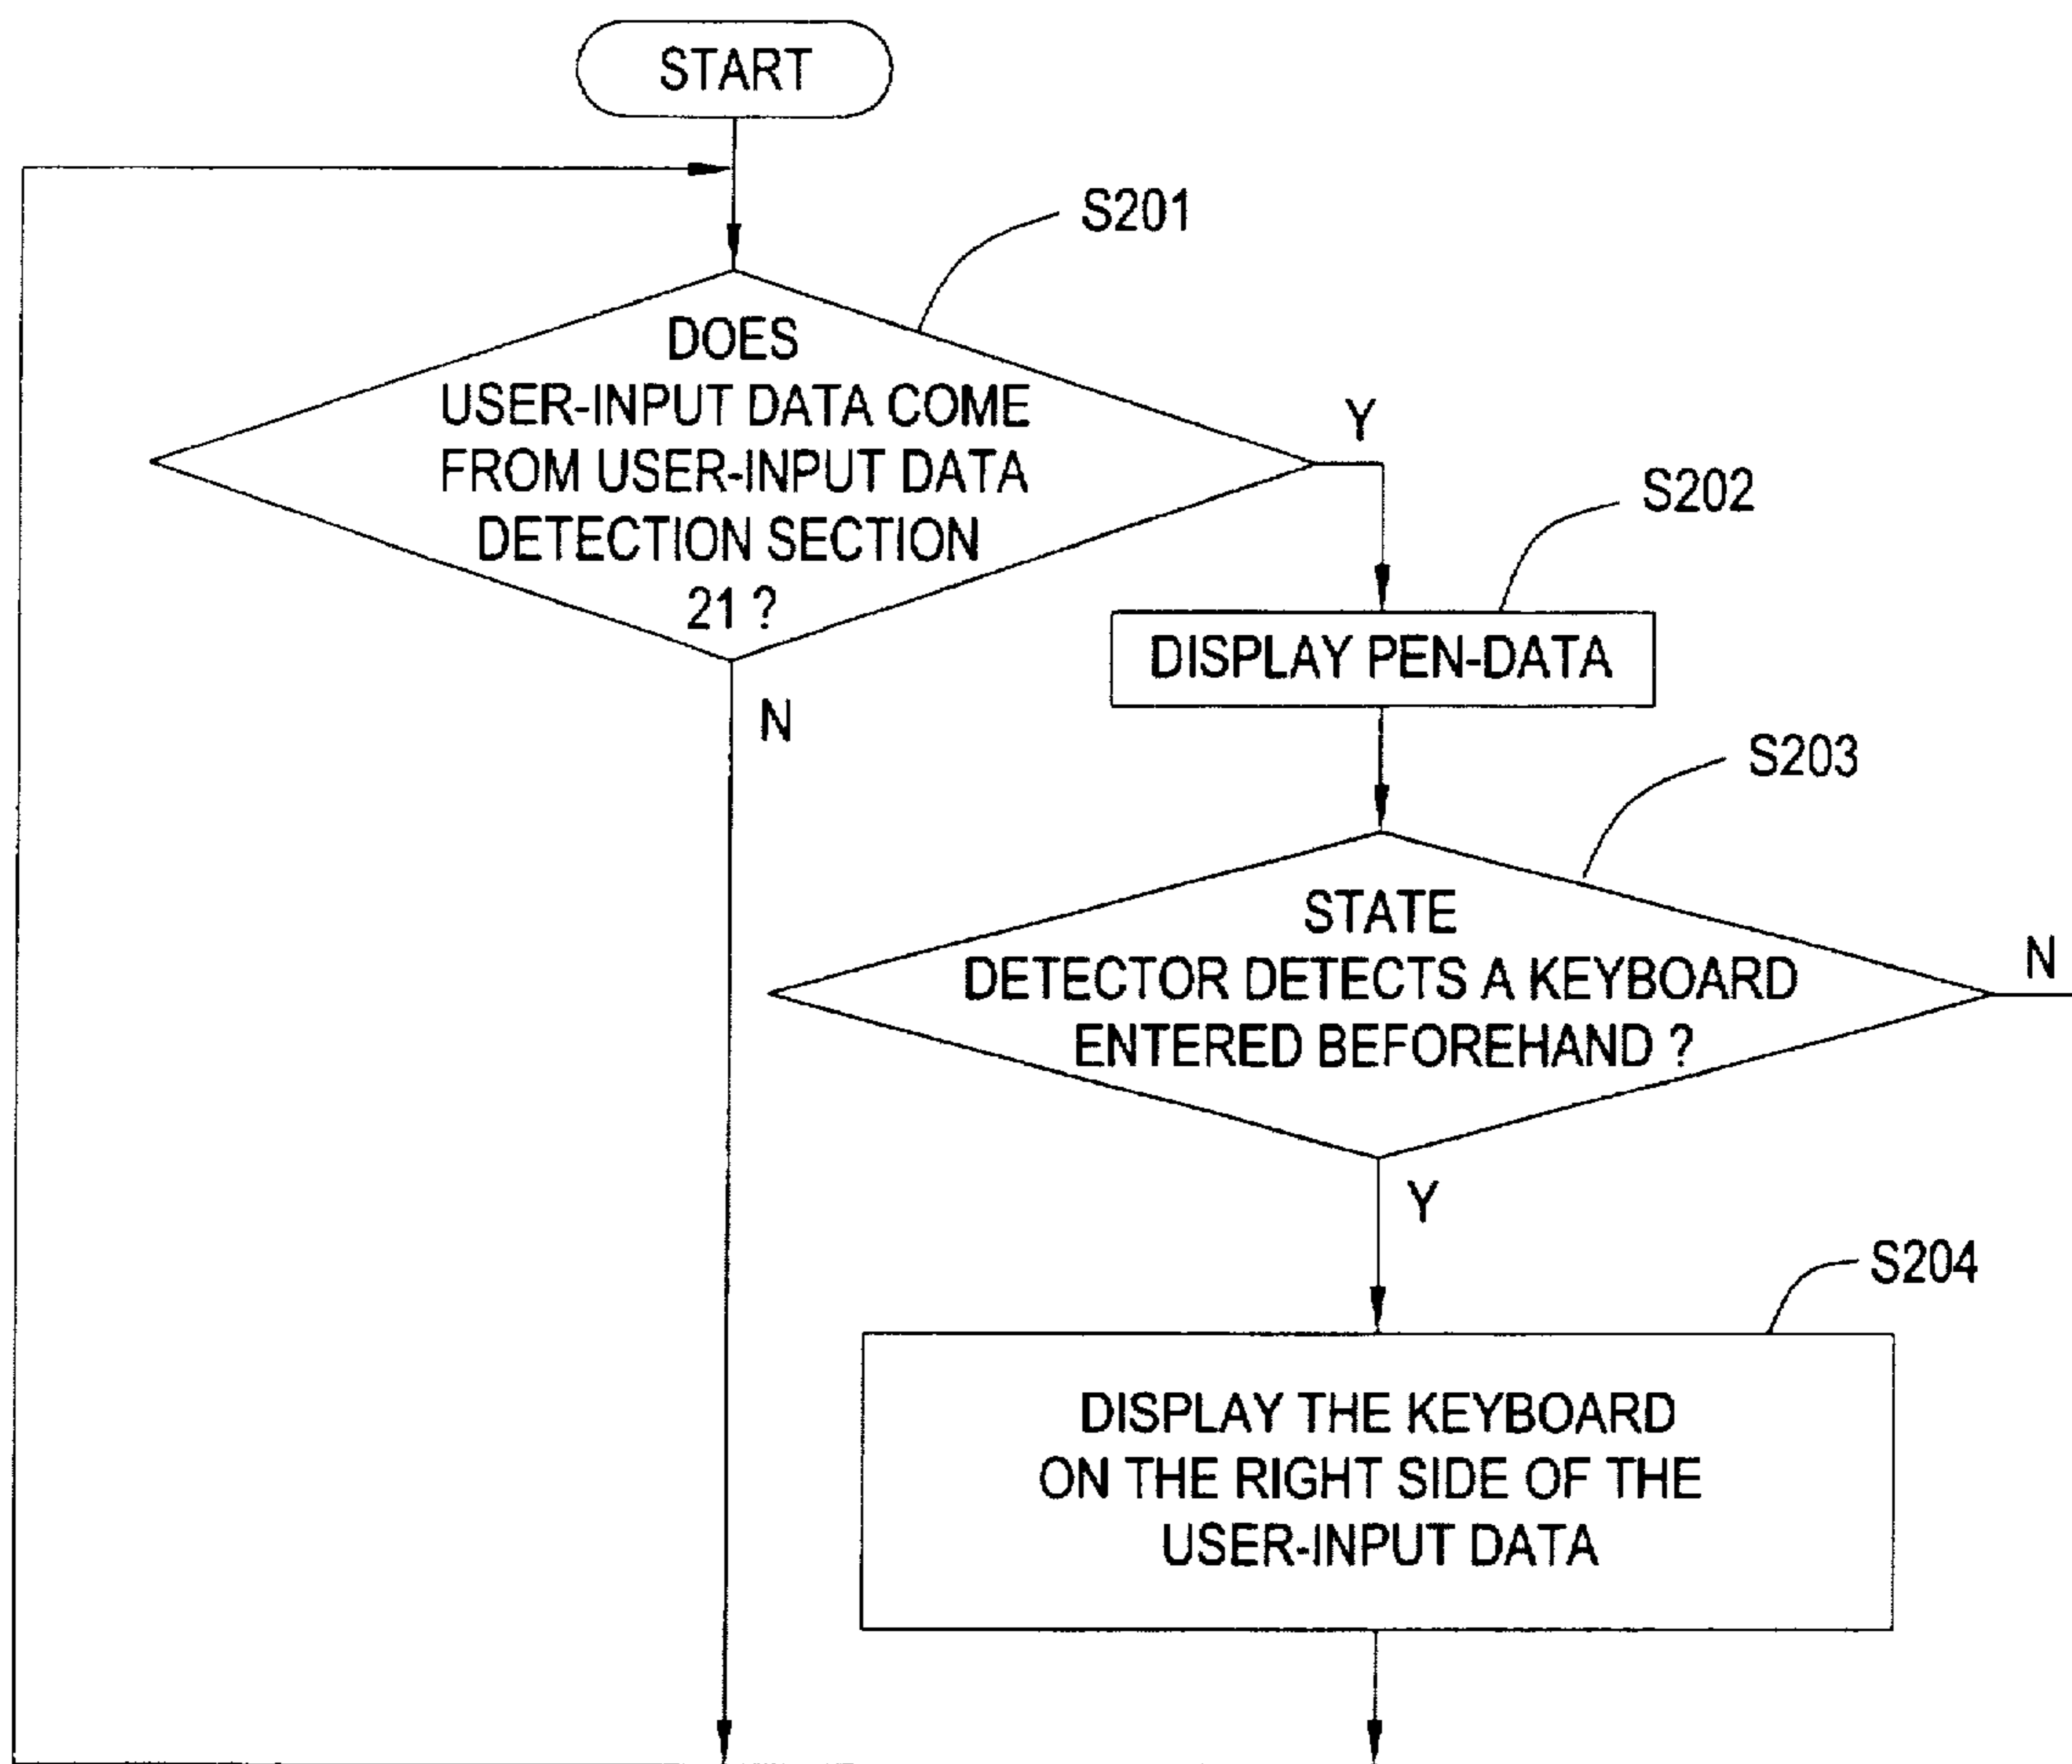 START
S201
DOES
USER-INPUT DATA COME
FROM USER-INPUT DATA
DETECTION SECTION
21 ?
Y
N
S202
DISPLAY PEN-DATA
S203
STATE
DETECTOR DETECTS A KEYBOARD
ENTERED BEFOREHAND ?
N
Y
S204
DISPLAY THE KEYBOARD
ON THE RIGHT SIDE OF THE
USER-INPUT DATA